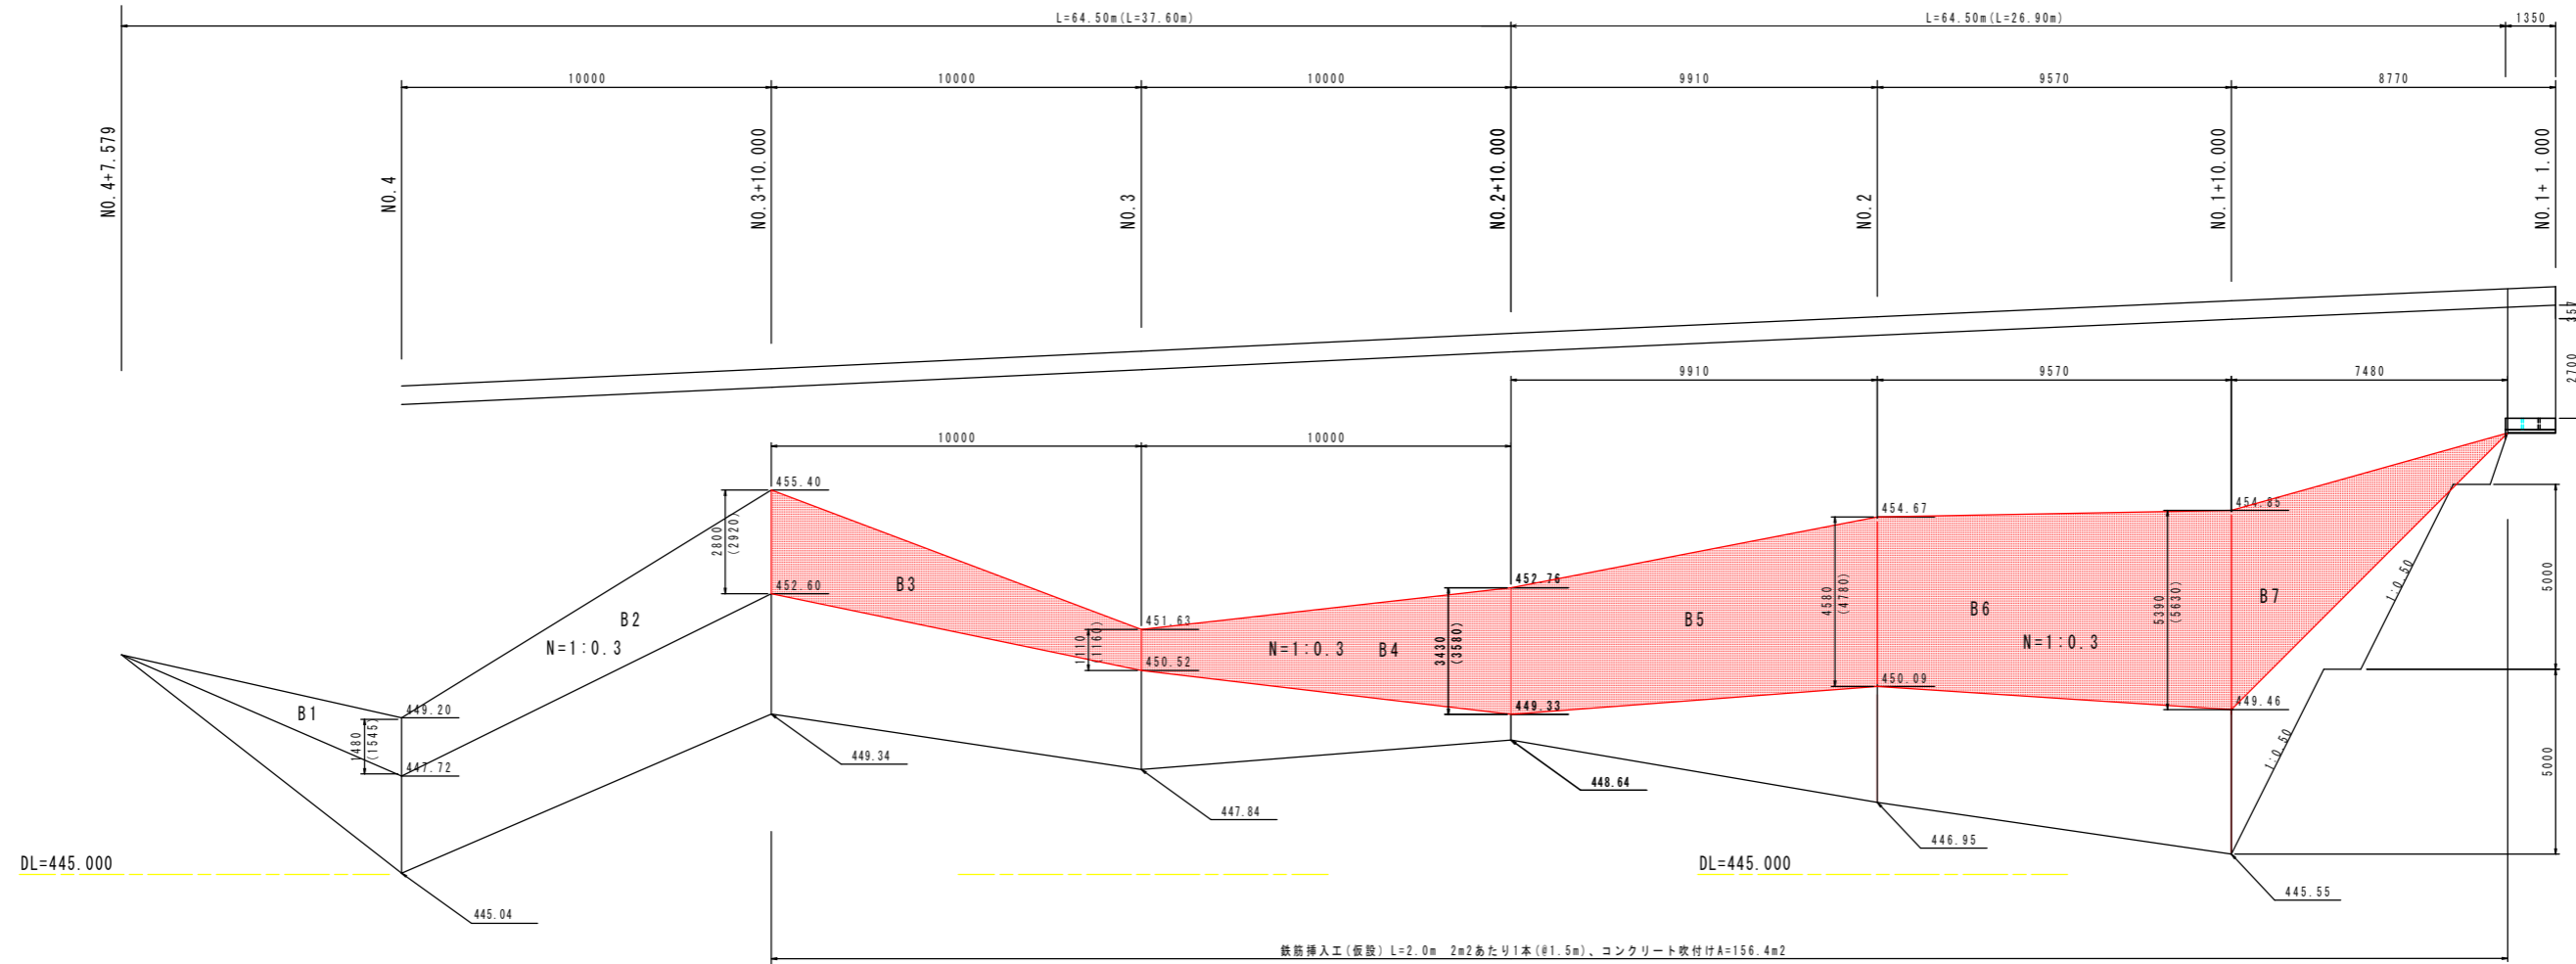 L=64.50m(L=37.60m)
L=64.50m(L=26.90m)
1350
10000
10000
10000
9910
9570
8770
NO.4+7.579
NO.4
NO.3+10.000
NO.3
NO.2+10.000
NO.2
NO.1+10.000
NO.1+ 1.000
357
2700
9910
9570
7480
10000
10000
455.40
2800
(2920)
452.60
B3
451.63
1110
(1160)
450.52
N=1:0.3
B4
452.76
3430
(3580)
449.33
454.67
4580
(4780)
450.09
B5
B6
N=1:0.3
454.85
5390
(5630)
449.46
B7
1:0.50
5000
1:0.50
5000
B2
N=1:0.3
B1
449.20
1480
(1545)
447.72
449.34
447.84
448.64
446.95
445.55
445.04
DL=445.000
DL=445.000
鉄筋挿入工(仮設) L=2.0m 2m2あたり1本(@1.5m)、コンクリート吹付けA=156.4m2